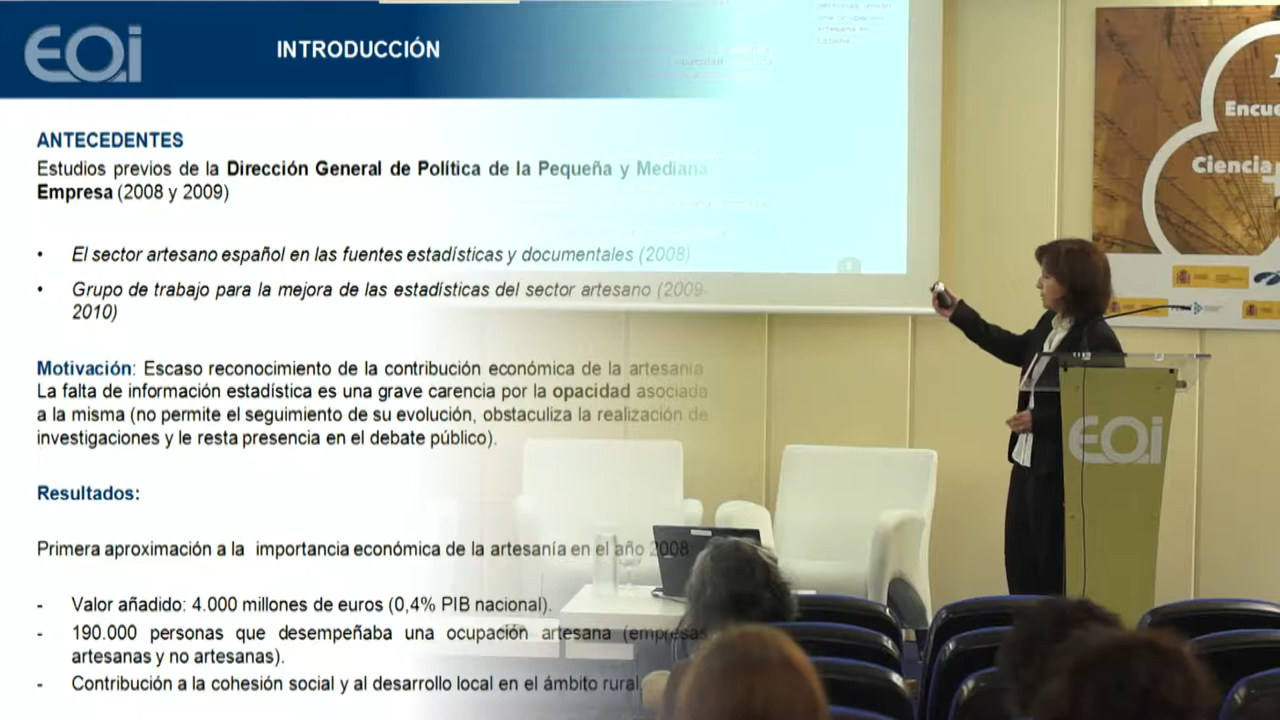 EOi
INTRODUCCIÓN
ANTECEDENTES
Estudios previos de la Dirección General de Política de la Pequeña y Mediana
Empresa (2008 y 2009)
• El sector artesano español en las fuentes estadísticas y documentales (2008)
• Grupo de trabajo para la mejora de las estadísticas del sector artesano (2009-
2010)
Motivación: Escaso reconocimiento de la contribución económica de la artesanía
La falta de información estadística es una grave carencia por la opacidad asociada
a la misma (no permite el seguimiento de su evolución, obstaculiza la realización de
investigaciones y le resta presencia en el debate público).
Resultados:
Primera aproximación a la importancia económica de la artesanía en el año 2008:
- Valor añadido: 4.000 millones de euros (0,4% PIB nacional).
- 190.000 personas que desempeñaba una ocupación artesana (empresas
artesanas y no artesanas).
- Contribución a la cohesión social y al desarrollo local en el ámbito rural.
Ciencia
EOi